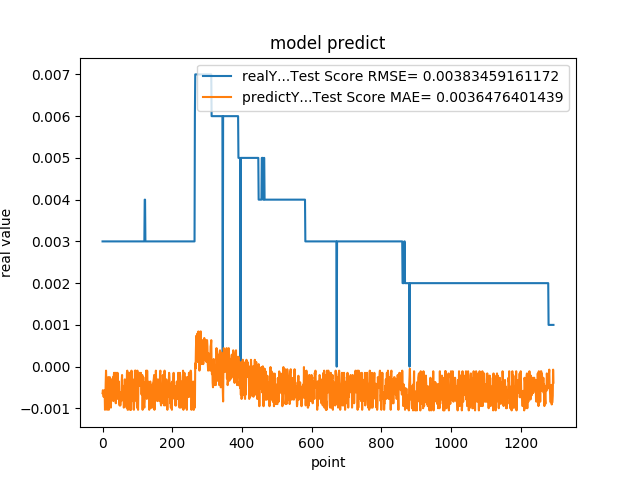 model predict
realY...Test Score RMSE= 0.00383459161172
predictY...Test Score MAE= 0.0036476401439
0.007
0.006
0.005
0.004
0.003
0.002
0.001
0.000
−0.001
real value
0 200 400 600 800 1000 1200
point